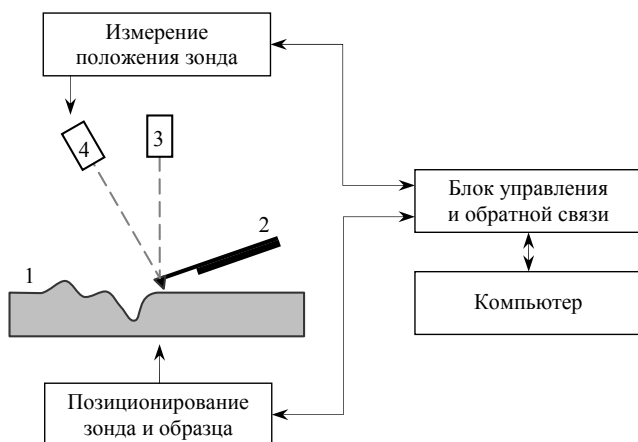 Измерение
положения зонда
4
3
2
1
Блок управления
и обратной связи
Компьютер
Позиционирование
зонда и образца